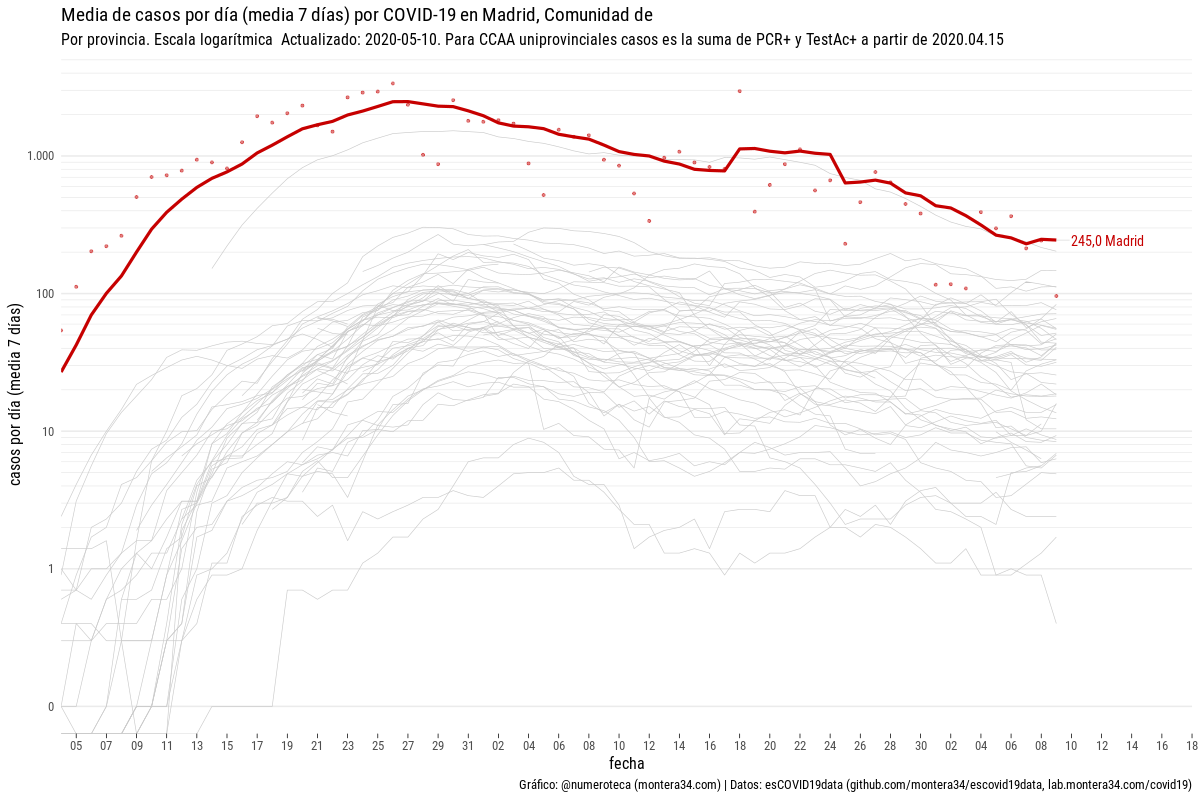 Media de casos por día (media 7 días) por COVID-19 en Madrid, Comunidad de
Por provincia. Escala logarítmica  Actualizado: 2020-05-10. Para CCAA uniprovinciales casos es la suma de PCR+ y TestAc+ a partir de 2020.04.15
casos por día (media 7 días)
1.000
100
10
1
0
245,0 Madrid
05 07 09 11 13 15 17 19 21 23 25 27 29 31 02 04 06 08 10 12 14 16 18 20 22 24 26 28 30 02 04 06 08 10 12 14 16 18
fecha
Gráfico: @numeroteca (montera34.com) | Datos: esCOVID19data (github.com/montera34/escovid19data, lab.montera34.com/covid19)